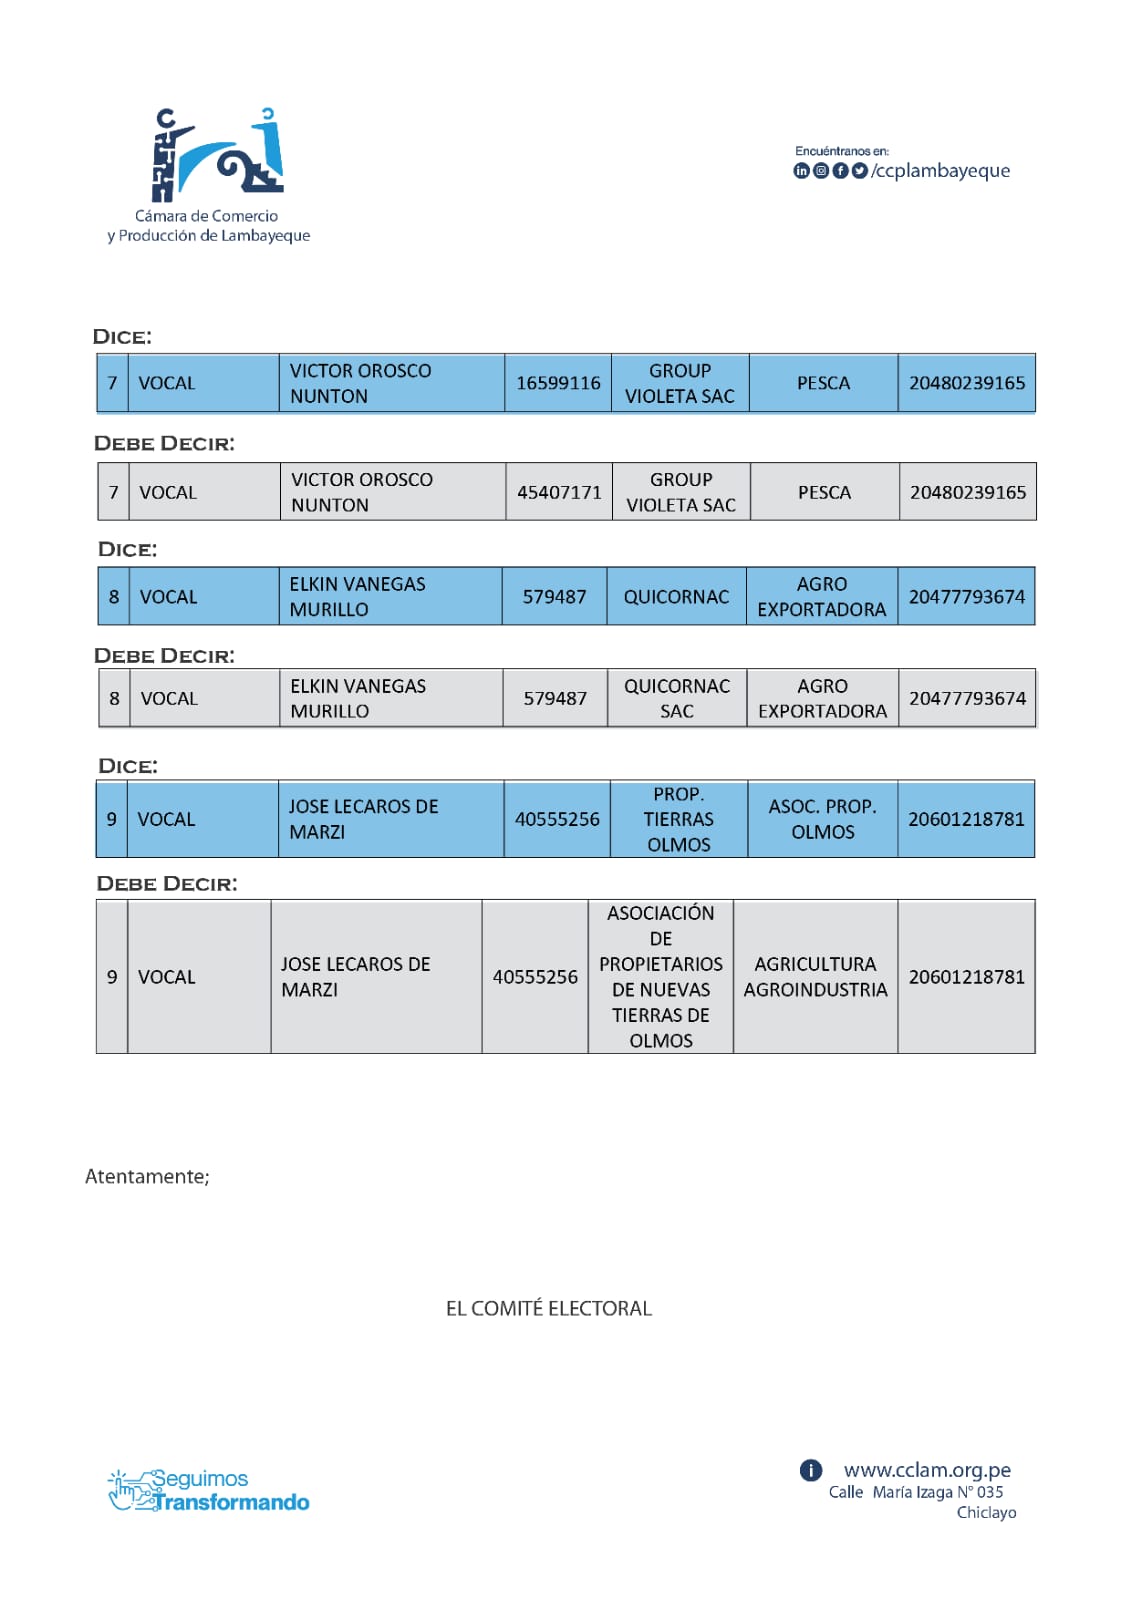 Cámara de Comercio
y Producción de Lambayeque
Encuéntranos en:
/ccplambayeque
DICE:
7 VOCAL VICTOR OROSCO NUNTON 16599116 GROUP VIOLETA SAC PESCA 20480239165
DEBE DECIR:
7 VOCAL VICTOR OROSCO NUNTON 45407171 GROUP VIOLETA SAC PESCA 20480239165
DICE:
8 VOCAL ELKIN VANEGAS MURILLO 579487 QUICORNAC AGRO EXPORTADORA 20477793674
DEBE DECIR:
8 VOCAL ELKIN VANEGAS MURILLO 579487 QUICORNAC SAC AGRO EXPORTADORA 20477793674
DICE:
9 VOCAL JOSE LECAROS DE MARZI 40555256 PROP. TIERRAS OLMOS ASOC. PROP. OLMOS 20601218781
DEBE DECIR:
9 VOCAL JOSE LECAROS DE MARZI 40555256 ASOCIACIÓN DE PROPIETARIOS DE NUEVAS TIERRAS DE OLMOS AGRICULTURA AGROINDUSTRIA 20601218781
Atentamente;
EL COMITÉ ELECTORAL
Seguimos
Transformando
www.cclam.org.pe
Calle María Izaga N° 035
Chiclayo